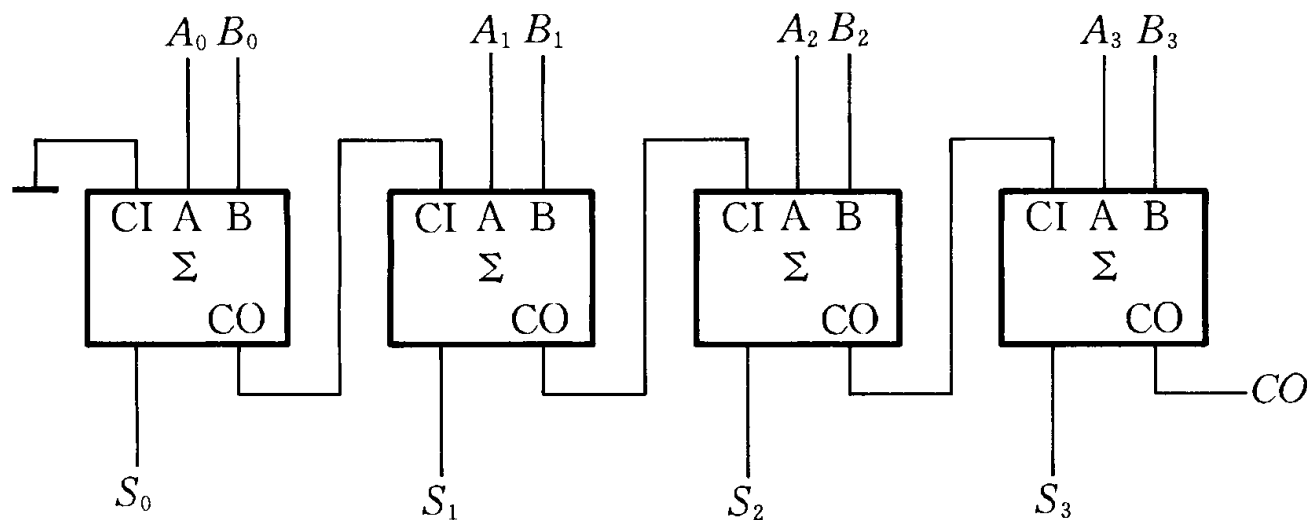 A₀ B₀ A₁ B₁ A₂ B₂ A₃ B₃
CI A B CI A B CI A B CI A B
Σ Σ Σ Σ
CO CO CO CO
CO
S₀ S₁ S₂ S₃